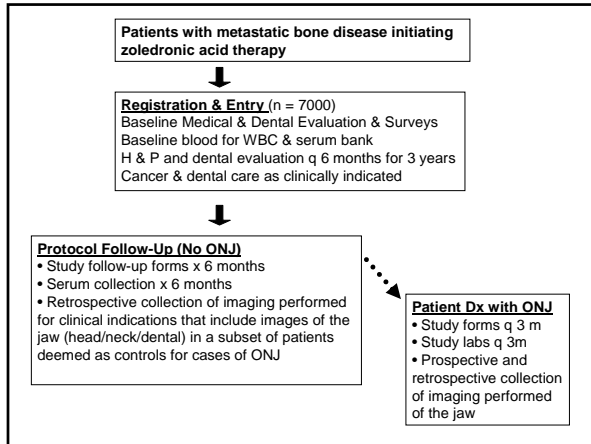 Patients with metastatic bone disease initiating
zoledronic acid therapy
Registration & Entry (n = 7000)
Baseline Medical & Dental Evaluation & Surveys
Baseline blood for WBC & serum bank
H & P and dental evaluation q 6 months for 3 years
Cancer & dental care as clinically indicated
Protocol Follow-Up (No ONJ)
• Study follow-up forms x 6 months
• Serum collection x 6 months
• Retrospective collection of imaging performed
for clinical indications that include images of the
jaw (head/neck/dental) in a subset of patients
deemed as controls for cases of ONJ
Patient Dx with ONJ
• Study forms q 3 m
• Study labs q 3m
• Prospective and
retrospective collection
of imaging performed
of the jaw